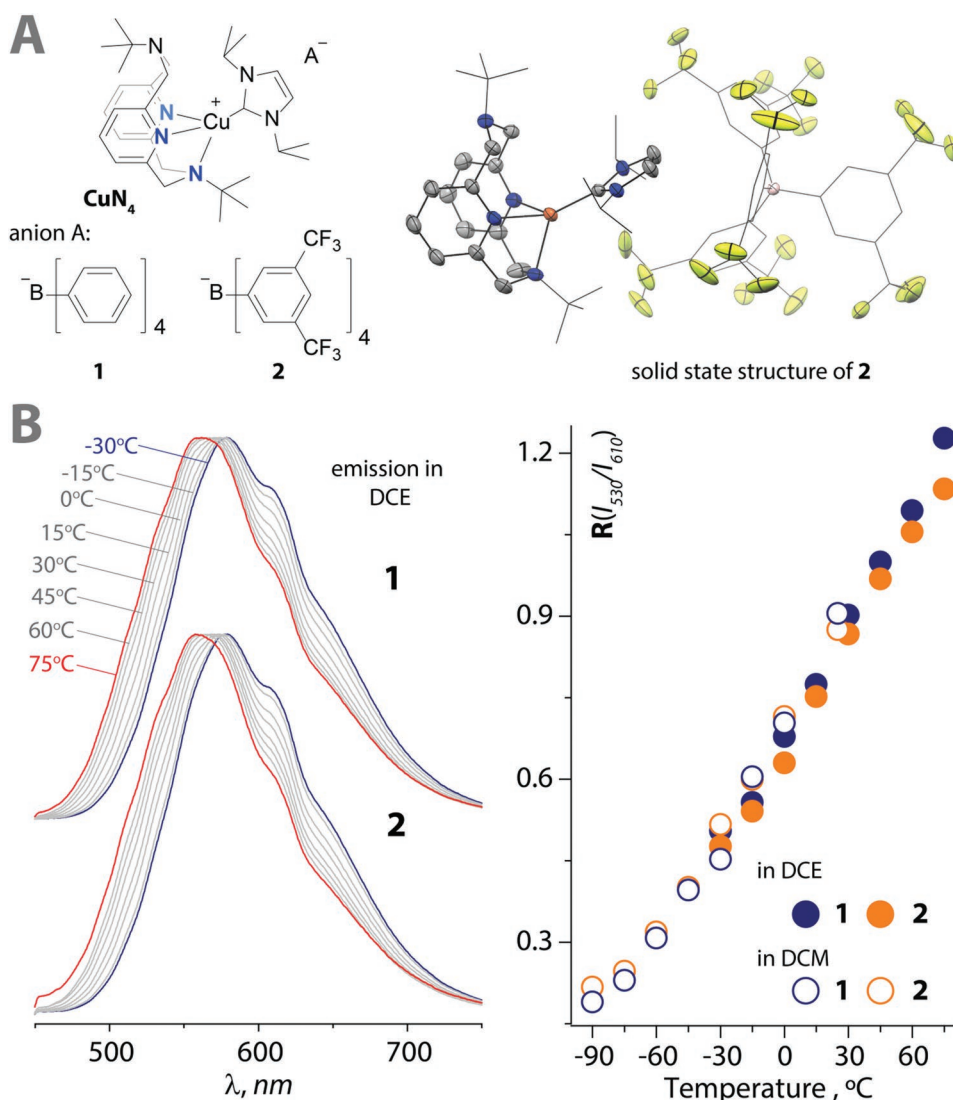 A
N
N
N
N
Cu
+
N
N
A⁻
CuN₄
anion A:
⁻
B
4
1
⁻
B
CF₃
CF₃
4
2
solid state structure of 2
B
-30°C
-15°C
0°C
15°C
30°C
45°C
60°C
75°C
emission in
DCE
1
2
500
600
700
λ, nm
R(I₅₃₀/I₆₁₀)
1.2
0.9
0.6
0.3
in DCE
1
2
in DCM
1
2
-90
-60
-30
0
30
60
Temperature , °C